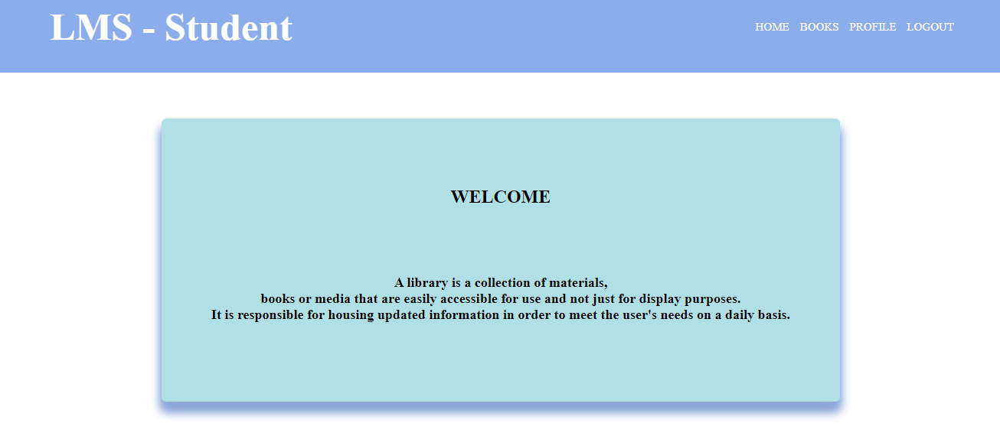 LMS - Student
HOME BOOKS PROFILE LOGOUT
WELCOME
A library is a collection of materials,
books or media that are easily accessible for use and not just for display purposes.
It is responsible for housing updated information in order to meet the user's needs on a daily basis.